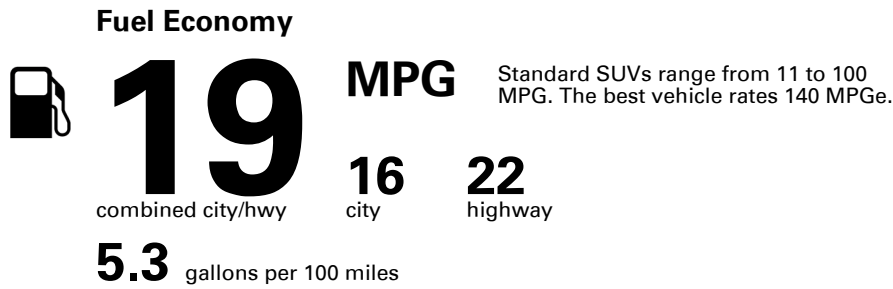 Fuel Economy
19 MPG
Standard SUVs range from 11 to 100
MPG. The best vehicle rates 140 MPGe.
16 22
combined city/hwy city highway
5.3 gallons per 100 miles